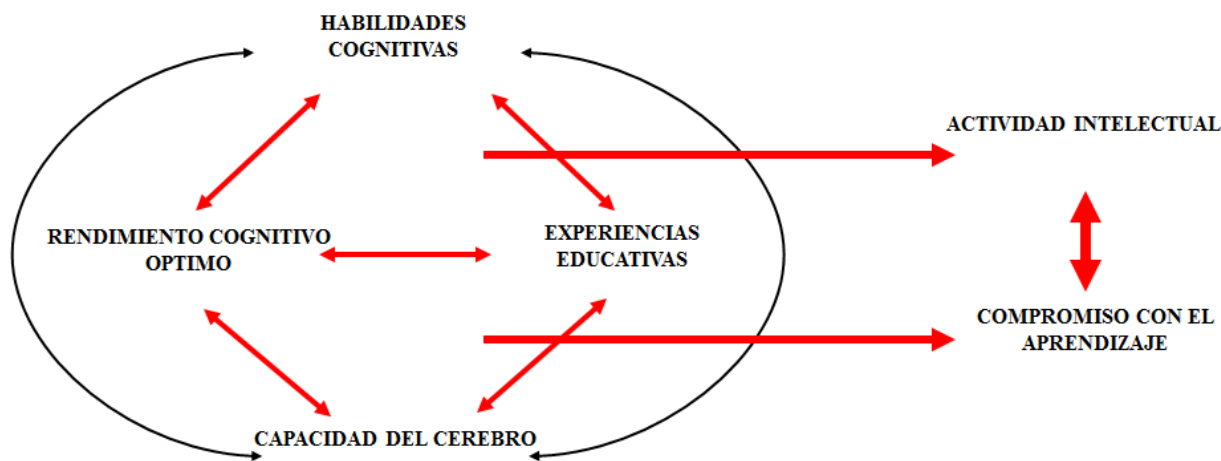 HABILIDADES
COGNITIVAS
ACTIVIDAD INTELECTUAL
RENDIMIENTO COGNITIVO
OPTIMO
EXPERIENCIAS
EDUCATIVAS
COMPROMISO CON EL
APRENDIZAJE
CAPACIDAD DEL CEREBRO